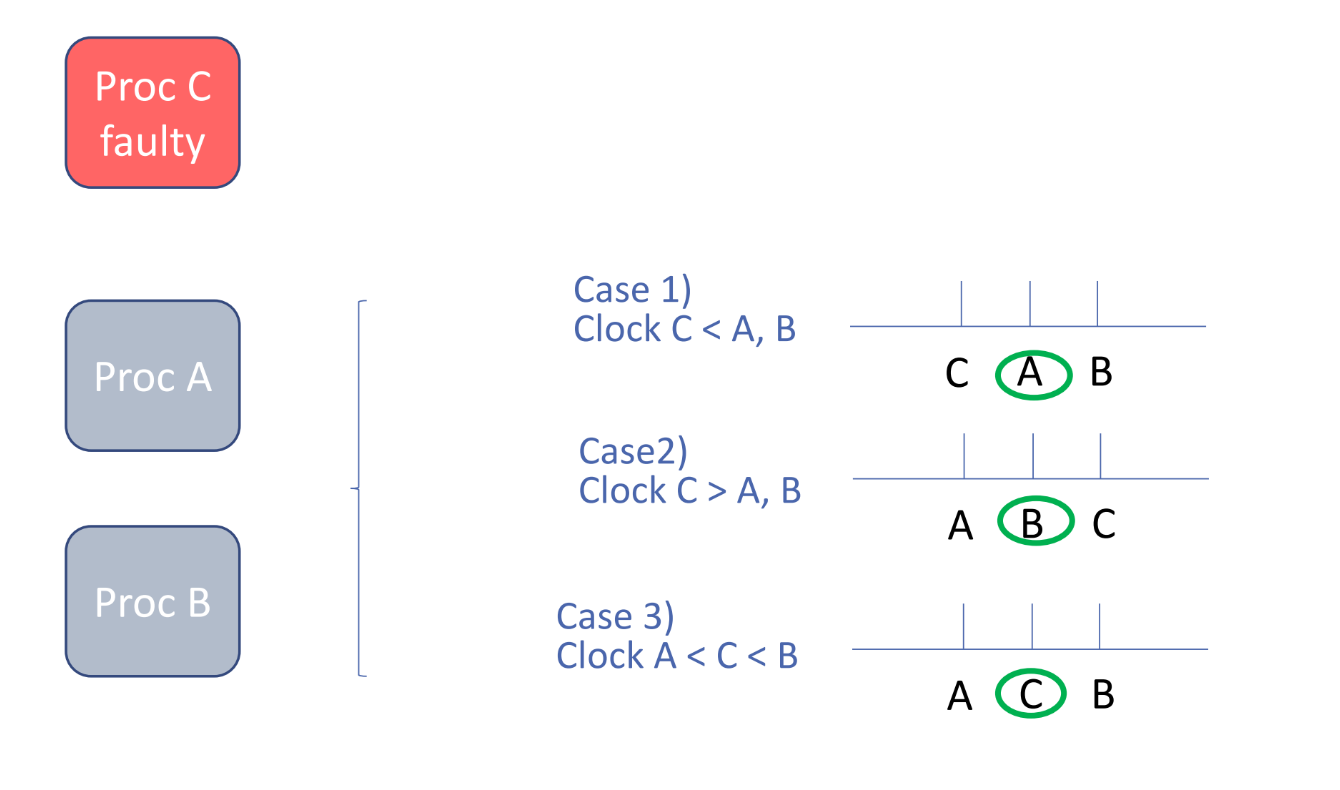 Proc C
faulty
Proc A
Proc B
Case 1)
Clock C < A, B
C A B
Case2)
Clock C > A, B
A B C
Case 3)
Clock A < C < B
A C B